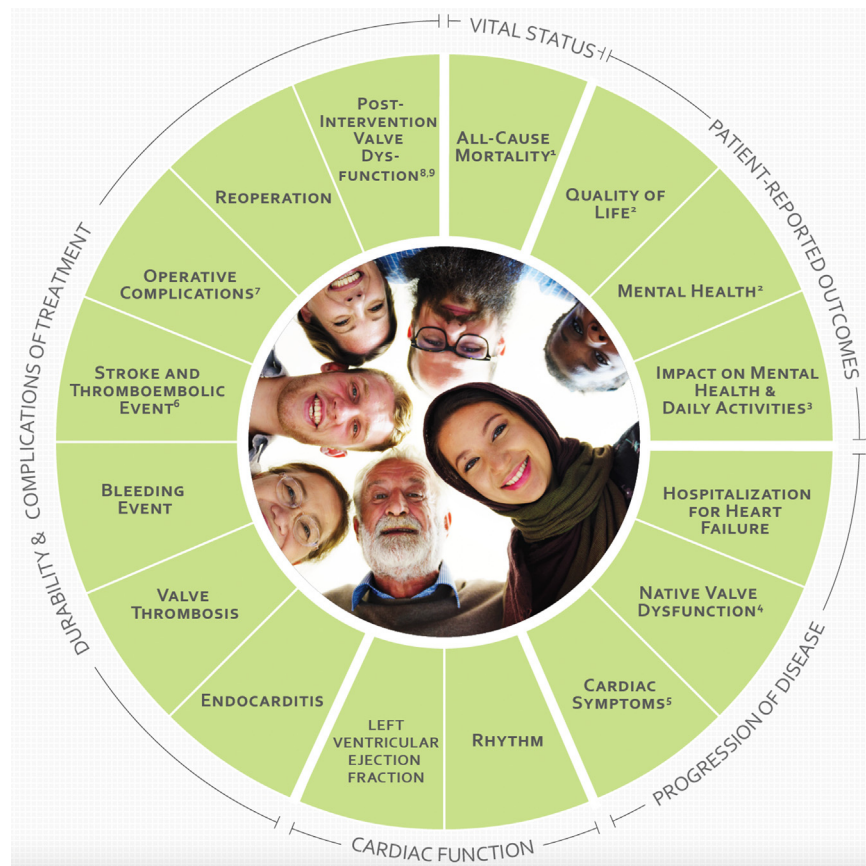 VITAL STATUS
ALL-CAUSE
MORTALITY¹
PATIENT-REPORTED OUTCOMES
QUALITY OF
LIFE²
MENTAL HEALTH²
IMPACT ON MENTAL
HEALTH &
DAILY ACTIVITIES³
PROGRESSION OF DISEASE
HOSPITALIZATION
FOR HEART
FAILURE
NATIVE VALVE
DYSFUNCTION⁴
CARDIAC
SYMPTOMS⁵
CARDIAC FUNCTION
RHYTHM
LEFT
VENTRICULAR
EJECTION
FRACTION
DURABILITY & COMPLICATIONS OF TREATMENT
ENDOCARDITIS
VALVE
THROMBOSIS
BLEEDING
EVENT
STROKE AND
THROMBOEMBOLIC
EVENT⁶
OPERATIVE
COMPLICATIONS⁷
REOPERATION
POST-
INTERVENTION
VALVE
DYS-
FUNCTION⁸,⁹